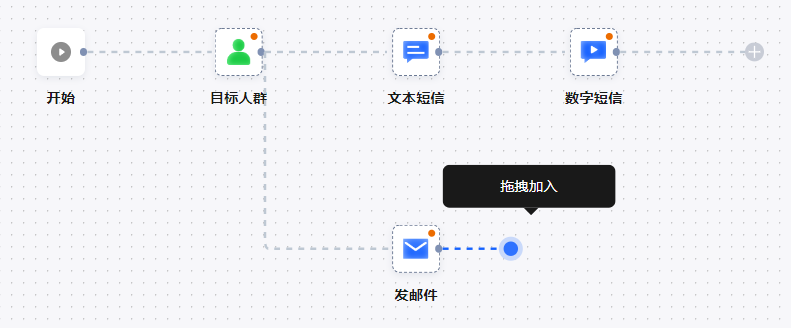 开始
目标人群
文本短信
数字短信
拖拽加入
发邮件